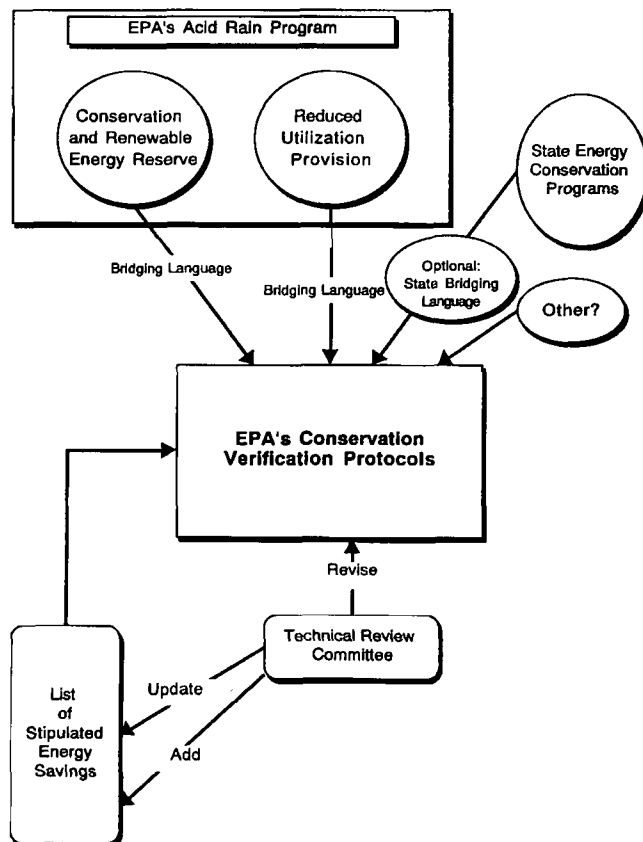 EPA's Acid Rain Program
Conservation
and Renewable
Energy Reserve
Reduced
Utilization
Provision
State Energy
Conservation
Programs
Bridging Language
Bridging Language
Optional:
State Bridging
Language
Other?
EPA's Conservation
Verification Protocols
Revise
Technical Review
Committee
Update
Add
List
of
Stipulated
Energy
Savings